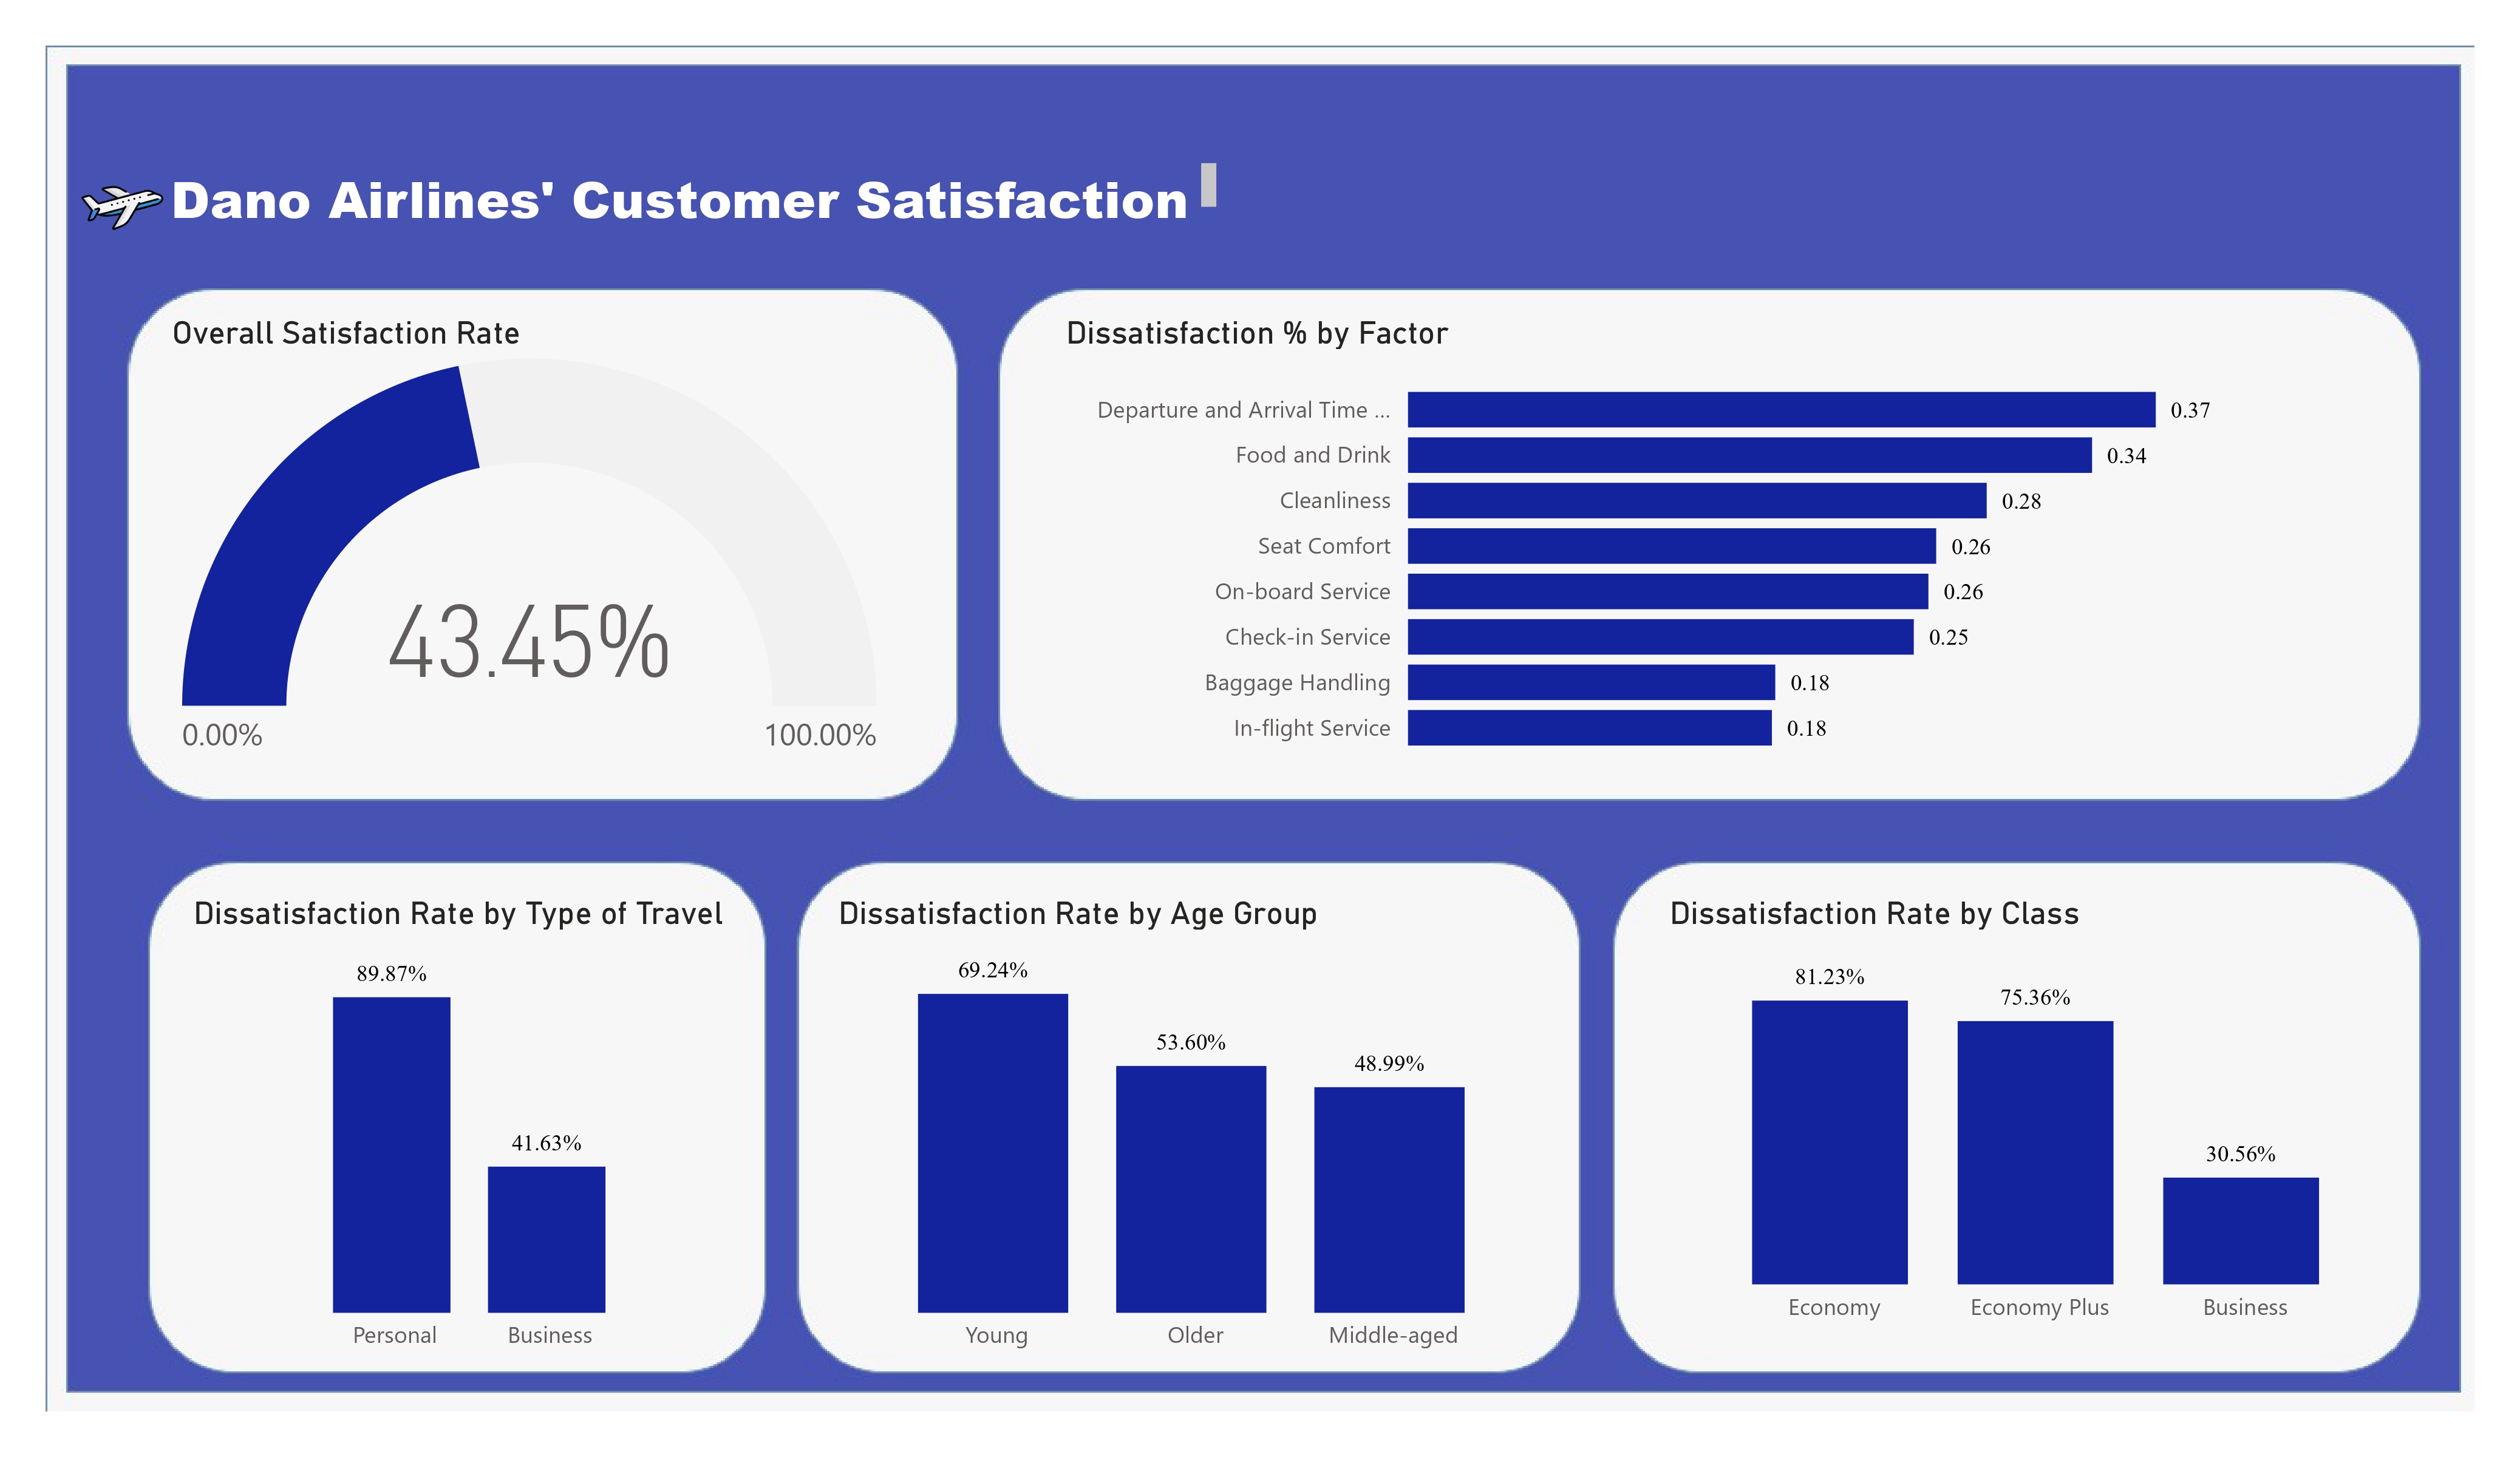 Dano Airlines' Customer Satisfaction
Overall Satisfaction Rate
43.45%
0.00%
100.00%
Dissatisfaction % by Factor
Departure and Arrival Time ...
0.37
Food and Drink
0.34
Cleanliness
0.28
Seat Comfort
0.26
On-board Service
0.26
Check-in Service
0.25
Baggage Handling
0.18
In-flight Service
0.18
Dissatisfaction Rate by Type of Travel
89.87%
41.63%
Personal
Business
Dissatisfaction Rate by Age Group
69.24%
53.60%
48.99%
Young
Older
Middle-aged
Dissatisfaction Rate by Class
81.23%
75.36%
30.56%
Economy
Economy Plus
Business